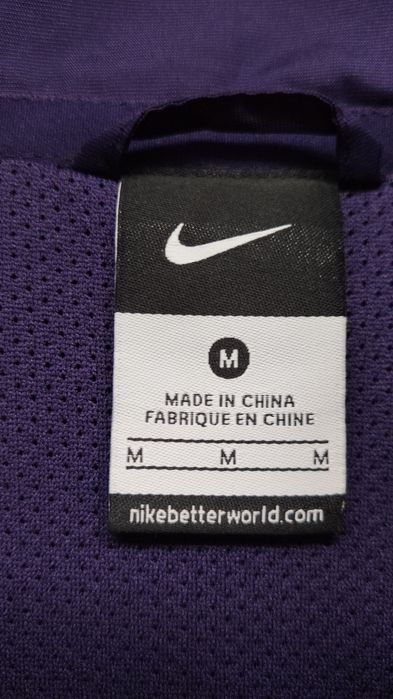 M
MADE IN CHINA
FABRIQUE EN CHINE
M M M
nikebetterworld.com